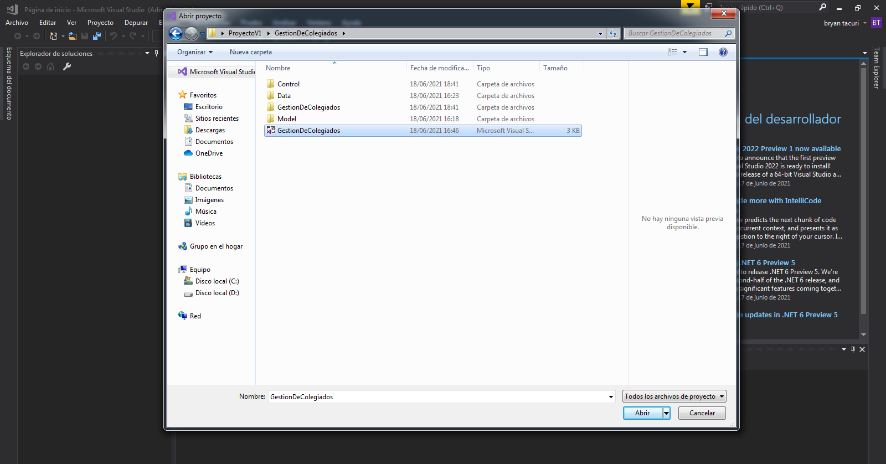 Página de inicio - Microsoft Visual Studio
Abrir proyecto
Archivo Editar Ver Proyecto Depurar
bryan tacuri BT
ProyectoV1 GestionDeColegiados
Buscar GestionDeColegiados
Organizar Nueva carpeta
Esquema del documento
Explorador de soluciones
Team Explorer
Microsoft Visual Studi
Favoritos
Escritorio
Sitios recientes
Descargas
Documentos
OneDrive
Bibliotecas
Documentos
Imágenes
Música
Vídeos
Grupo en el hogar
Equipo
Disco local (C:)
Disco local (D:)
Red
Nombre Fecha de modifica... Tipo Tamaño
Control 18/06/2021 18:41 Carpeta de archivos
Data 18/06/2021 16:23 Carpeta de archivos
GestionDeColegiados 18/06/2021 18:41 Carpeta de archivos
Model 18/06/2021 16:18 Carpeta de archivos
GestionDeColegiados 18/06/2021 16:46 Microsoft Visual S... 3 KB
No hay ninguna vista previa
disponible.
del desarrollador
2022 Preview 1 now available
announce that the first preview
Studio 2022 is ready to install!
release of a 64-bit Visual Studio a...
7 de junio de 2021
more with IntelliCode
predicts the next chunk of code
current context, and presents it as
gestion to the right of your cursor. I...
7 de junio de 2021
.NET 6 Preview 5
to release .NET 6 Preview 5. We're
second-half of the .NET 6 release, and
significant features coming toget...
7 de junio de 2021
updates in .NET 6 Preview 5
Nombre: GestionDeColegiados
Todos los archivos de proyecto
Abrir Cancelar